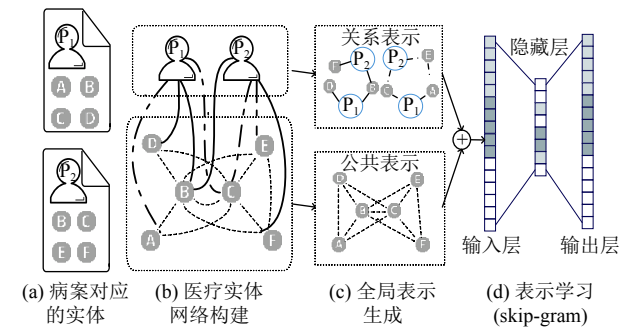 P₁
A B
C D
P₂
B C
E F
(a) 病案对应
的实体
P₁ P₂
D E
B C
A F
(b) 医疗实体
网络构建
关系表示
F P₂ P₂ E
D B C A
P₁ P₁
公共表示
D E
B C
A F
(c) 全局表示
生成
+
隐藏层
输入层 输出层
(d) 表示学习
(skip-gram)